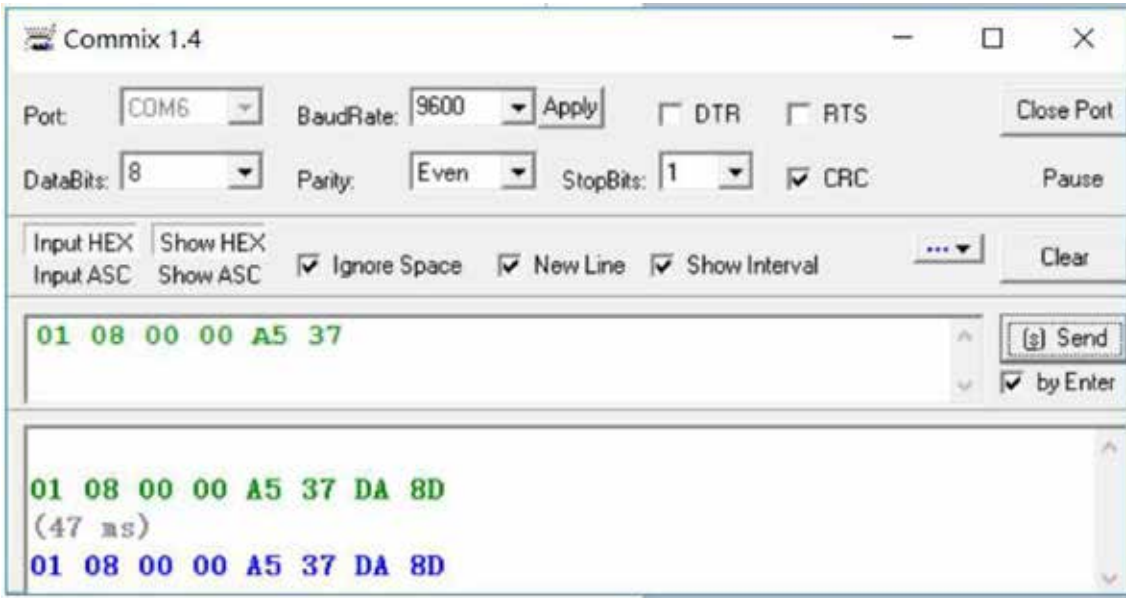 Commix 1.4
Port: COM6 BaudRate: 9600 Apply DTR RTS Close Port
DataBits: 8 Parity: Even StopBits: 1 CRC Pause
Input HEX Show HEX
Input ASC Show ASC Ignore Space New Line Show Interval ... Clear
01 08 00 00 A5 37 [s] Send
by Enter
01 08 00 00 A5 37 DA 8D
(47 ms)
01 08 00 00 A5 37 DA 8D